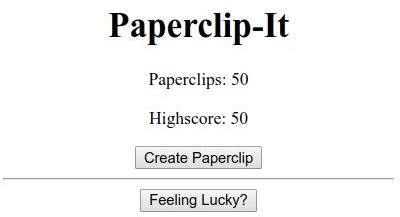 Paperclip-It
Paperclips: 50
Highscore: 50
Create Paperclip
Feeling Lucky?